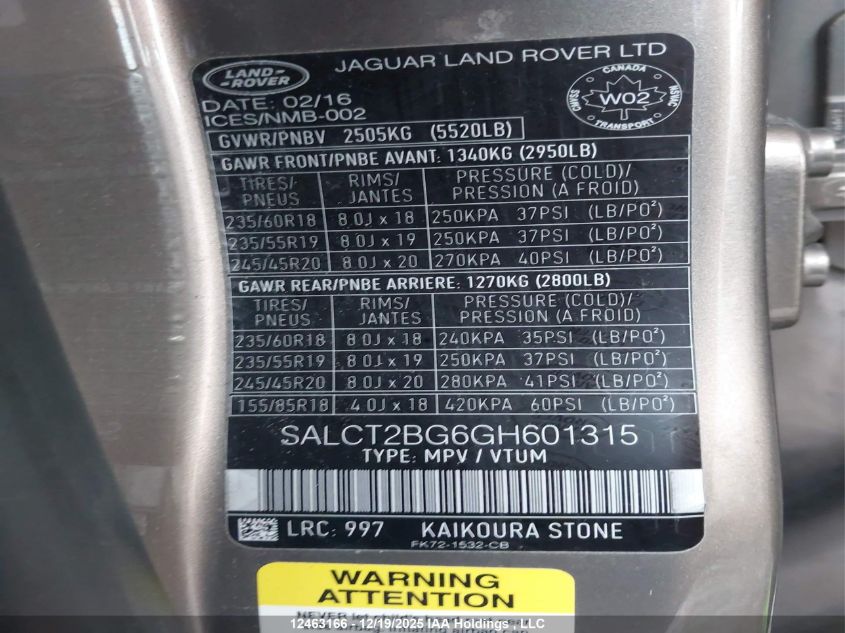 LAND-ROVER
JAGUAR LAND ROVER LTD
DATE: 02/16
ICES/NMB-002
CANADA
W02
CMVSS
NSVAC
TRANSPORT
GVWR/PNBV 2505KG (5520LB)
GAWR FRONT/PNBE AVANT: 1340KG (2950LB)
TIRES/ PNEUS RIMS/ JANTES PRESSURE (COLD)/ PRESSION (A FROID)
235/60R18 8.0J x 18 250KPA 37PSI (LB/PO²)
235/55R19 8.0J x 19 250KPA 37PSI (LB/PO²)
245/45R20 8.0J x 20 270KPA 40PSI (LB/PO²)
GAWR REAR/PNBE ARRIERE: 1270KG (2800LB)
TIRES/ PNEUS RIMS/ JANTES PRESSURE (COLD)/ PRESSION (A FROID)
235/60R18 8.0J x 18 240KPA 35PSI (LB/PO²)
235/55R19 8.0J x 19 250KPA 37PSI (LB/PO²)
245/45R20 8.0J x 20 280KPA 41PSI (LB/PO²)
155/85R18 4.0J x 18 420KPA 60PSI (LB/PO²)
SALCT2BG6GH601315
TYPE: MPV / VTUM
LRC: 997 KAIKOURA STONE
FK72-1532-CB
WARNING
ATTENTION
NEVER let
12463166 - 12/19/2025 IAA Holdings , LLC